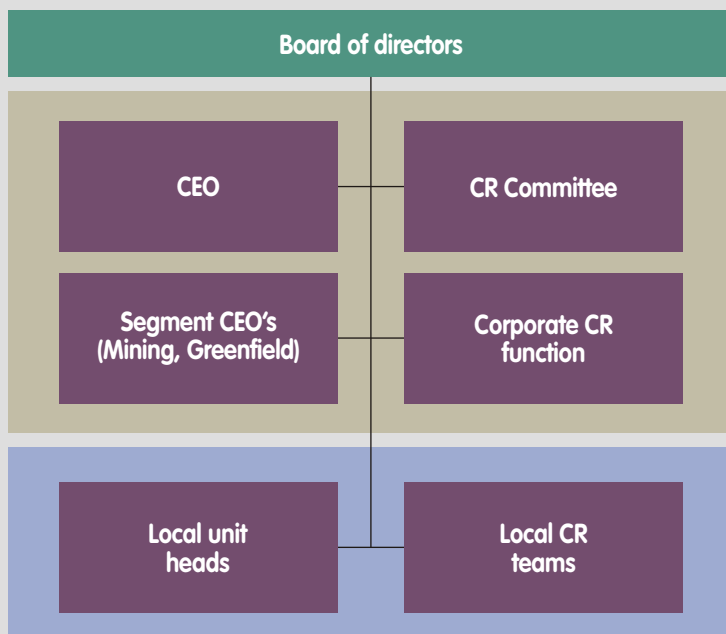 Board of directors
CEO
CR Committee
Segment CEO's
(Mining, Greenfield)
Corporate CR
function
Local unit
heads
Local CR
teams